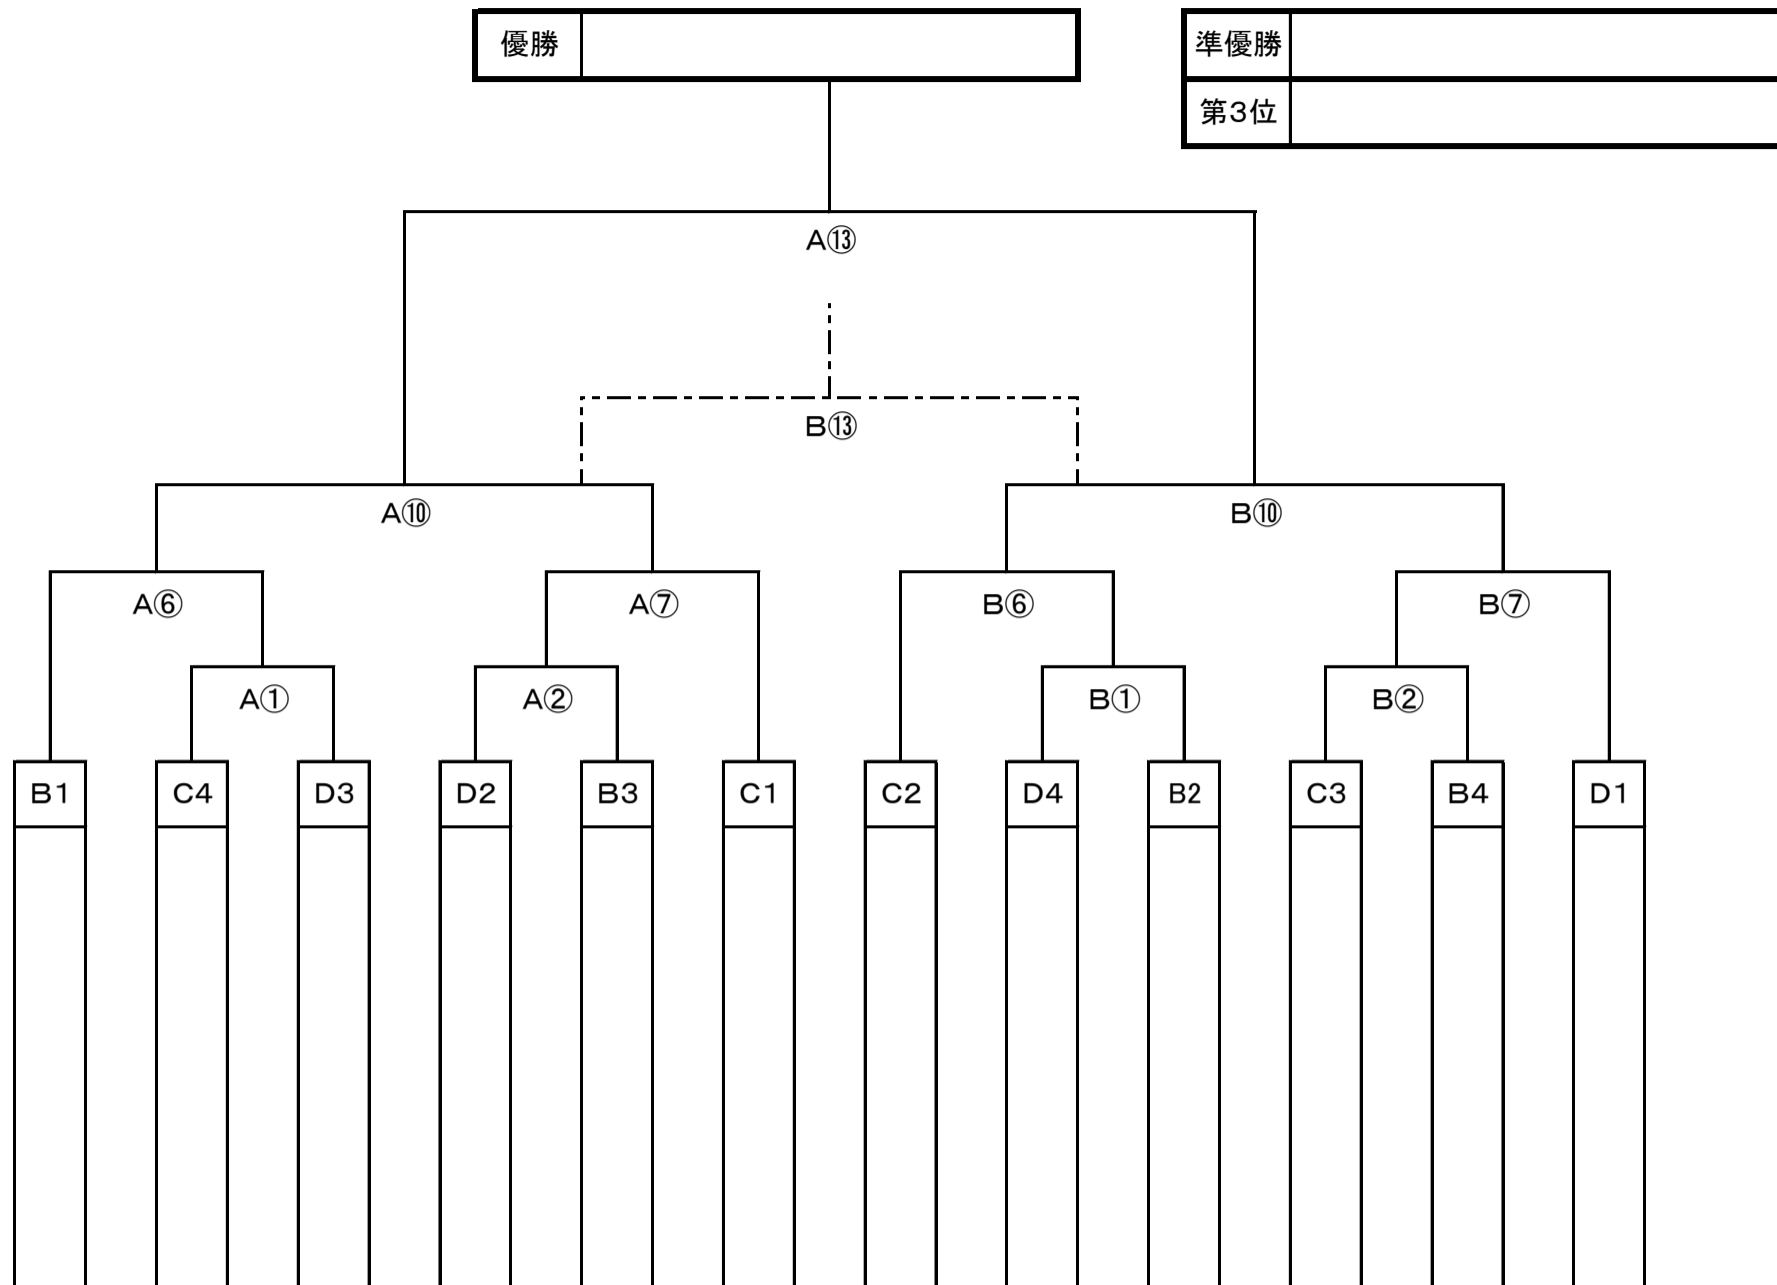 優勝
準優勝
第3位
A⑬
B⑬
A⑩ B⑩
A⑥ A⑦ B⑥ B⑦
A① A② B① B②
B1 C4 D3 D2 B3 C1 C2 D4 B2 C3 B4 D1